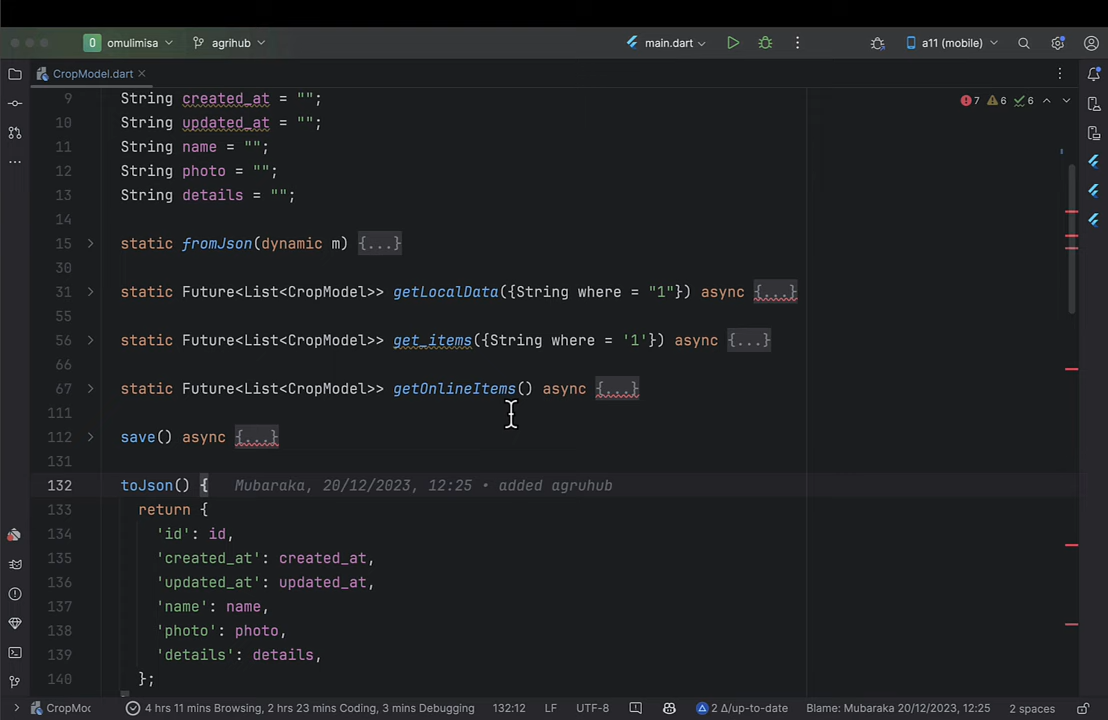 O omulimisa agrihub main.dart a11 (mobile)
CropModel.dart
7 6 6
9 String created_at = "";
10 String updated_at = "";
11 String name = "";
12 String photo = "";
13 String details = "";
14
15 static fromJson(dynamic m) {...}
30
31 static Future<List<CropModel>> getLocalData({String where = "1"}) async {...}
55
56 static Future<List<CropModel>> get_items({String where = '1'}) async {...}
66
67 static Future<List<CropModel>> getOnlineItems() async {...}
111
112 save() async {...}
131
132 toJson() { Mubaraka, 20/12/2023, 12:25 • added agruhub
133 return {
134 'id': id,
135 'created_at': created_at,
136 'updated_at': updated_at,
137 'name': name,
138 'photo': photo,
139 'details': details,
140 };
CropMoc 4 hrs 11 mins Browsing, 2 hrs 23 mins Coding, 3 mins Debugging 132:12 LF UTF-8 2 Δ/up-to-date Blame: Mubaraka 20/12/2023, 12:25 2 spaces